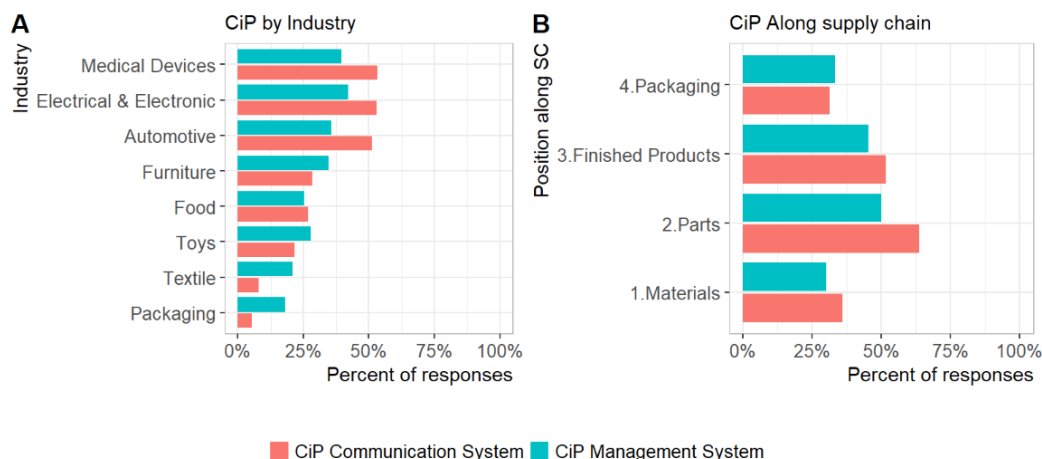 A
CiP by Industry
Industry
Medical Devices
Electrical & Electronic
Automotive
Furniture
Food
Toys
Textile
Packaging
0% 25% 50% 75% 100%
Percent of responses
B
CiP Along supply chain
Position along SC
4.Packaging
3.Finished Products
2.Parts
1.Materials
0% 25% 50% 75% 100%
Percent of responses
CiP Communication System CiP Management System